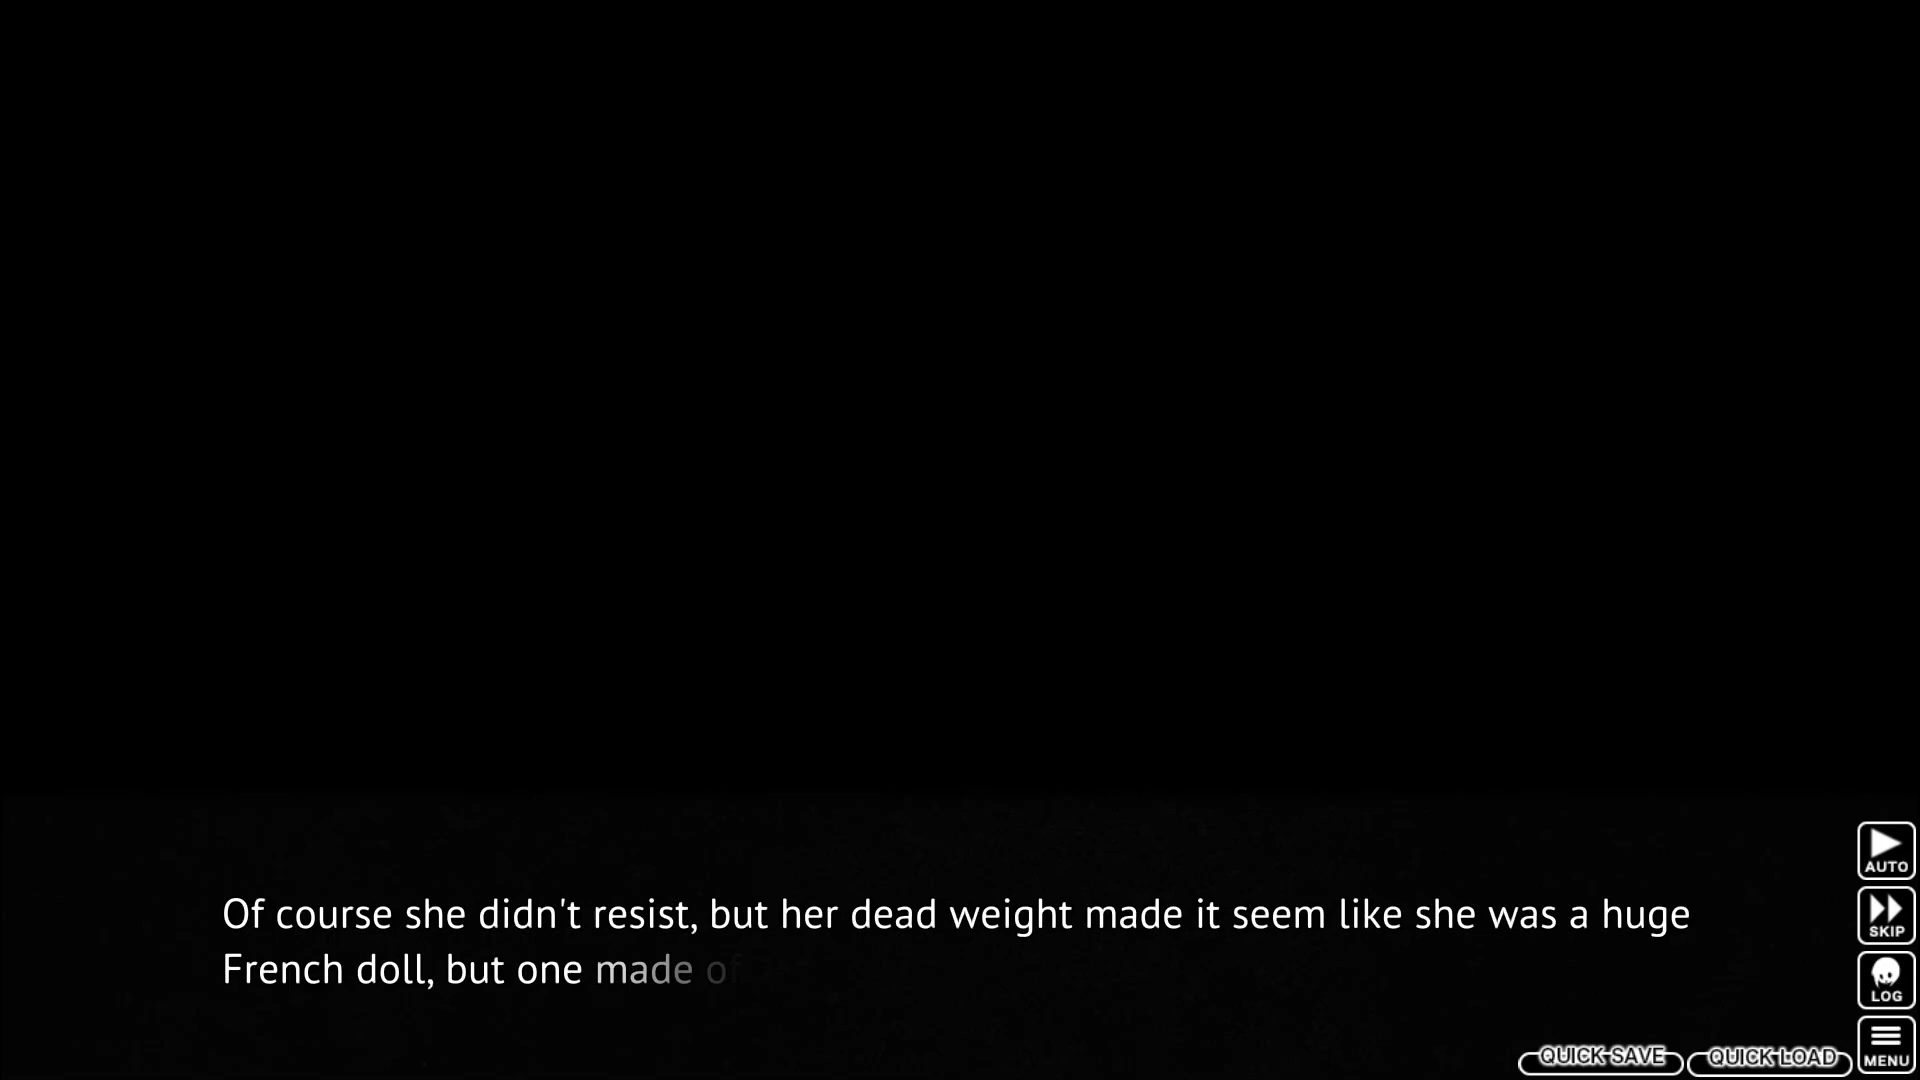 Of course she didn't resist, but her dead weight made it seem like she was a huge
French doll, but one made of
AUTO
SKIP
LOG
MENU
QUICK SAVE
QUICK LOAD